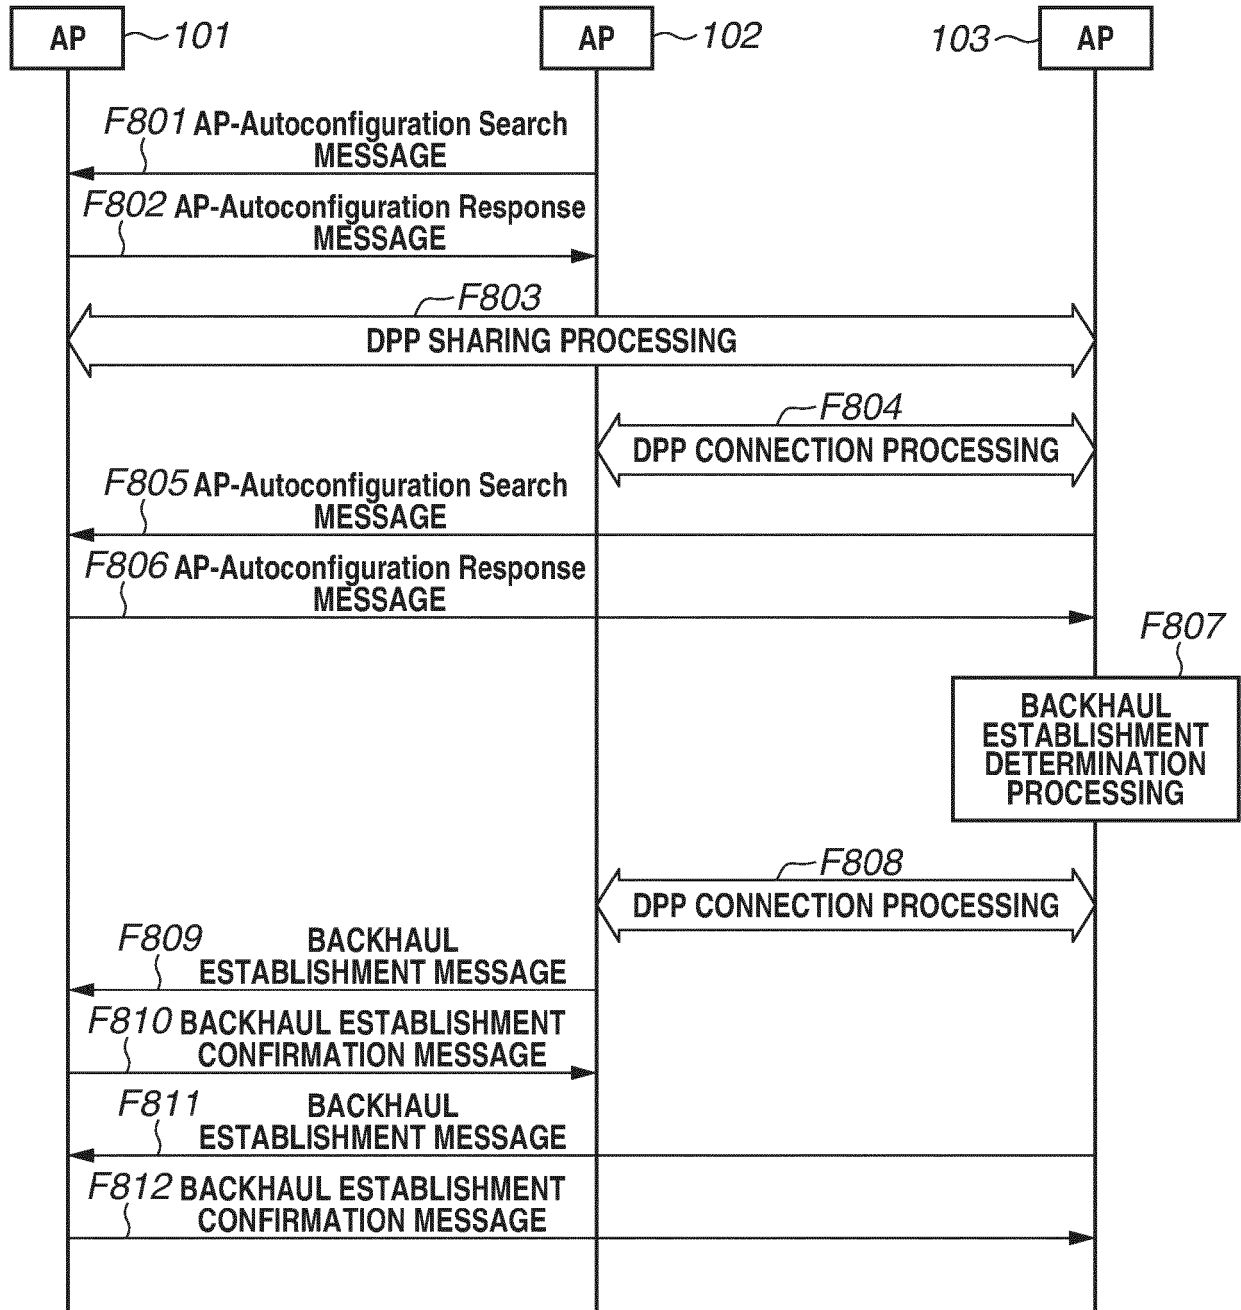 AP 101
AP 102
103 AP
F801 AP-Autoconfiguration Search
MESSAGE
F802 AP-Autoconfiguration Response
MESSAGE
F803
DPP SHARING PROCESSING
F804
DPP CONNECTION PROCESSING
F805 AP-Autoconfiguration Search
MESSAGE
F806 AP-Autoconfiguration Response
MESSAGE
F807
BACKHAUL
ESTABLISHMENT
DETERMINATION
PROCESSING
F808
DPP CONNECTION PROCESSING
F809 BACKHAUL
ESTABLISHMENT MESSAGE
F810 BACKHAUL ESTABLISHMENT
CONFIRMATION MESSAGE
F811 BACKHAUL
ESTABLISHMENT MESSAGE
F812 BACKHAUL ESTABLISHMENT
CONFIRMATION MESSAGE